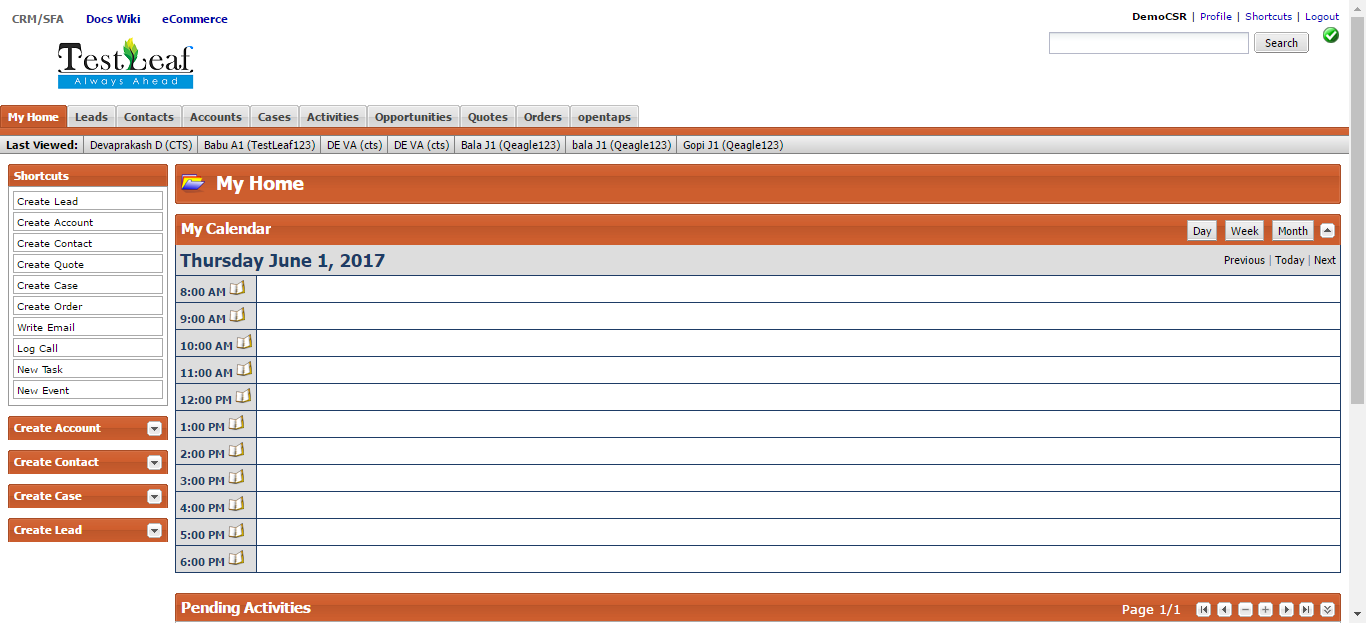 CRM/SFA Docs Wiki eCommerce
DemoCSR | Profile | Shortcuts | Logout
Search
TestLeaf
Always Ahead
My Home Leads Contacts Accounts Cases Activities Opportunities Quotes Orders opentaps
Last Viewed: Devaprakash D (CTS) Babu A1 (TestLeaf123) DE VA (cts) DE VA (cts) Bala J1 (Qeagle123) bala J1 (Qeagle123) Gopi J1 (Qeagle123)
Shortcuts
Create Lead
Create Account
Create Contact
Create Quote
Create Case
Create Order
Write Email
Log Call
New Task
New Event
Create Account
Create Contact
Create Case
Create Lead
My Home
My Calendar Day Week Month
Thursday June 1, 2017 Previous | Today | Next
8:00 AM
9:00 AM
10:00 AM
11:00 AM
12:00 PM
1:00 PM
2:00 PM
3:00 PM
4:00 PM
5:00 PM
6:00 PM
Pending Activities Page 1/1